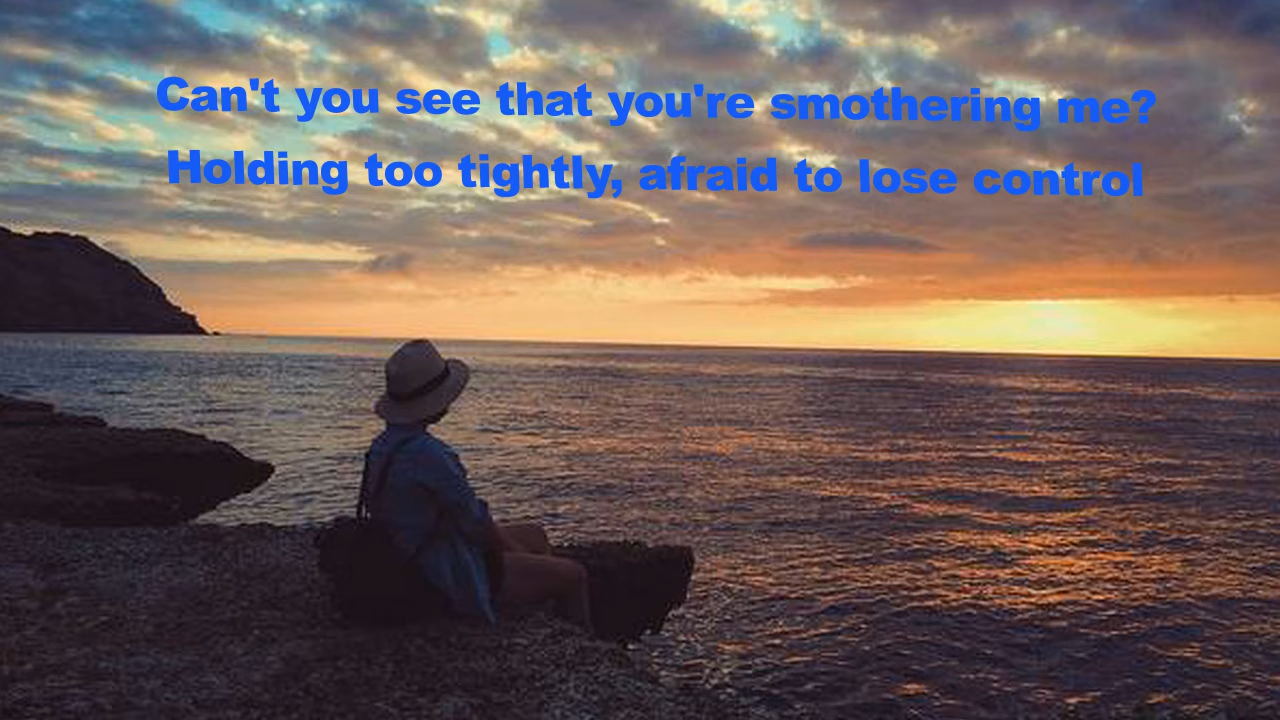 Can't you see that you're smothering me?
Holding too tightly, afraid to lose control